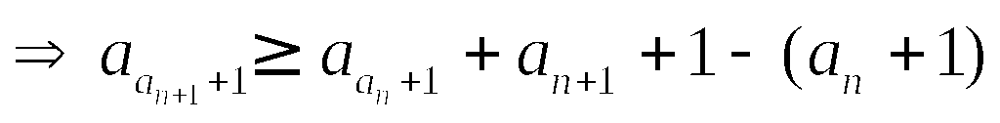 ⇒ a_{a_{n+1}+1} ≥ a_{a_n+1} + a_{n+1} + 1 - (a_n + 1)